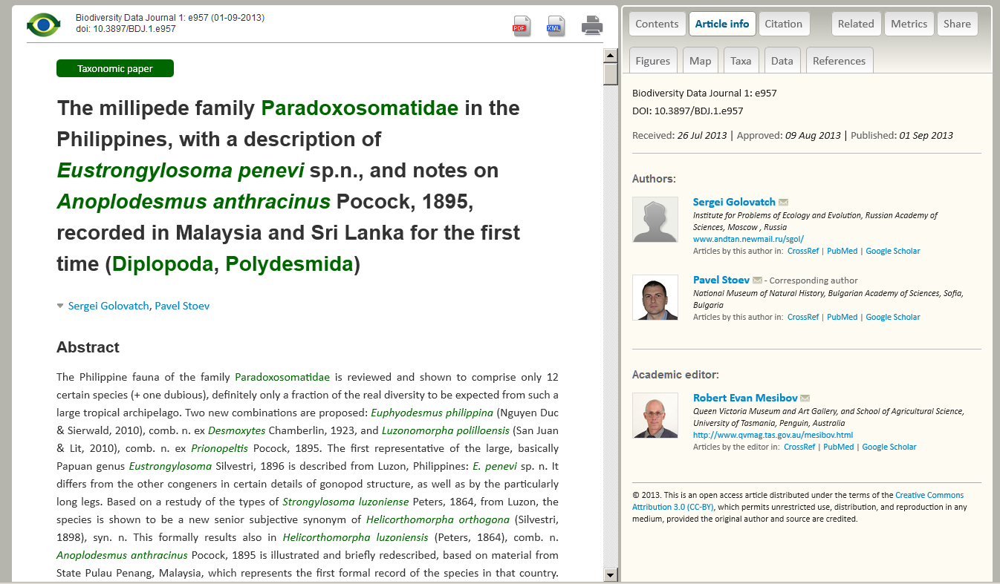 Biodiversity Data Journal 1: e957 (01-09-2013)
doi: 10.3897/BDJ.1.e957
PDF
XML
Taxonomic paper
The millipede family Paradoxosomatidae in the
Philippines, with a description of
Eustrongylosoma penevi sp.n., and notes on
Anoplodesmus anthracinus Pocock, 1895,
recorded in Malaysia and Sri Lanka for the first
time (Diplopoda, Polydesmida)
Sergei Golovatch, Pavel Stoev
Abstract
The Philippine fauna of the family Paradoxosomatidae is reviewed and shown to comprise only 12
certain species (+ one dubious), definitely only a fraction of the real diversity to be expected from such a
large tropical archipelago. Two new combinations are proposed: Euphyodesmus philippina (Nguyen Duc
& Sierwald, 2010), comb. n. ex Desmoxytes Chamberlin, 1923, and Luzonomorpha polilloensis (San Juan
& Lit, 2010), comb. n. ex Prionopeltis Pocock, 1895. The first representative of the large, basically
Papuan genus Eustrongylosoma Silvestri, 1896 is described from Luzon, Philippines: E. penevi sp. n. It
differs from the other congeners in certain details of gonopod structure, as well as by the particularly
long legs. Based on a restudy of the types of Strongylosoma luzoniense Peters, 1864, from Luzon, the
species is shown to be a new senior subjective synonym of Helicorthomorpha orthogona (Silvestri,
1898), syn. n. This formally results also in Helicorthomorpha luzoniensis (Peters, 1864), comb. n.
Anoplodesmus anthracinus Pocock, 1895 is illustrated and briefly redescribed, based on material from
State Pulau Penang, Malaysia, which represents the first formal record of the species in that country.
Contents Article info Citation Related Metrics Share
Figures Map Taxa Data References
Biodiversity Data Journal 1: e957
DOI: 10.3897/BDJ.1.e957
Received: 26 Jul 2013 | Approved: 09 Aug 2013 | Published: 01 Sep 2013
Authors:
Sergei Golovatch
Institute for Problems of Ecology and Evolution, Russian Academy of
Sciences, Moscow , Russia
www.andtan.newmail.ru/sgol/
Articles by this author in: CrossRef | PubMed | Google Scholar
Pavel Stoev - Corresponding author
National Museum of Natural History, Bulgarian Academy of Sciences, Sofia,
Bulgaria
Articles by this author in: CrossRef | PubMed | Google Scholar
Academic editor:
Robert Evan Mesibov
Queen Victoria Museum and Art Gallery, and School of Agricultural Science,
University of Tasmania, Penguin, Australia
http://www.qvmag.tas.gov.au/mesibov.html
Articles by the editor in: CrossRef | PubMed | Google Scholar
© 2013. This is an open access article distributed under the terms of the Creative Commons
Attribution 3.0 (CC-BY), which permits unrestricted use, distribution, and reproduction in any
medium, provided the original author and source are credited.